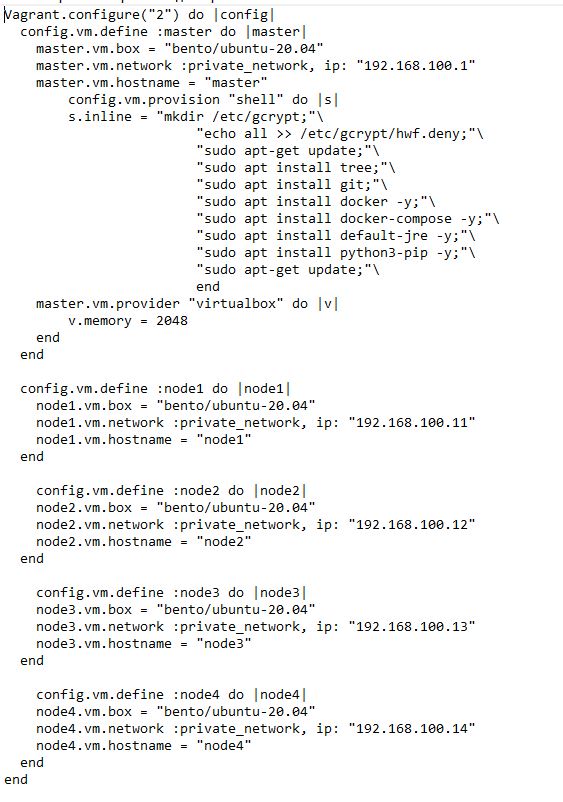 Vagrant.configure("2") do |config|
  config.vm.define :master do |master|
    master.vm.box = "bento/ubuntu-20.04"
    master.vm.network :private_network, ip: "192.168.100.1"
    master.vm.hostname = "master"
        config.vm.provision "shell" do |s|
        s.inline = "mkdir /etc/gcrypt;"\
                        "echo all >> /etc/gcrypt/hwf.deny;"\
                        "sudo apt-get update;"\
                        "sudo apt install tree;"\
                        "sudo apt install git;"\
                        "sudo apt install docker -y;"\
                        "sudo apt install docker-compose -y;"\
                        "sudo apt install default-jre -y;"\
                        "sudo apt install python3-pip -y;"\
                        "sudo apt-get update;"\
                        end
    master.vm.provider "virtualbox" do |v|
        v.memory = 2048
    end
  end

  config.vm.define :node1 do |node1|
    node1.vm.box = "bento/ubuntu-20.04"
    node1.vm.network :private_network, ip: "192.168.100.11"
    node1.vm.hostname = "node1"
  end

    config.vm.define :node2 do |node2|
    node2.vm.box = "bento/ubuntu-20.04"
    node2.vm.network :private_network, ip: "192.168.100.12"
    node2.vm.hostname = "node2"
  end

    config.vm.define :node3 do |node3|
    node3.vm.box = "bento/ubuntu-20.04"
    node3.vm.network :private_network, ip: "192.168.100.13"
    node3.vm.hostname = "node3"
  end

    config.vm.define :node4 do |node4|
    node4.vm.box = "bento/ubuntu-20.04"
    node4.vm.network :private_network, ip: "192.168.100.14"
    node4.vm.hostname = "node4"
  end
end